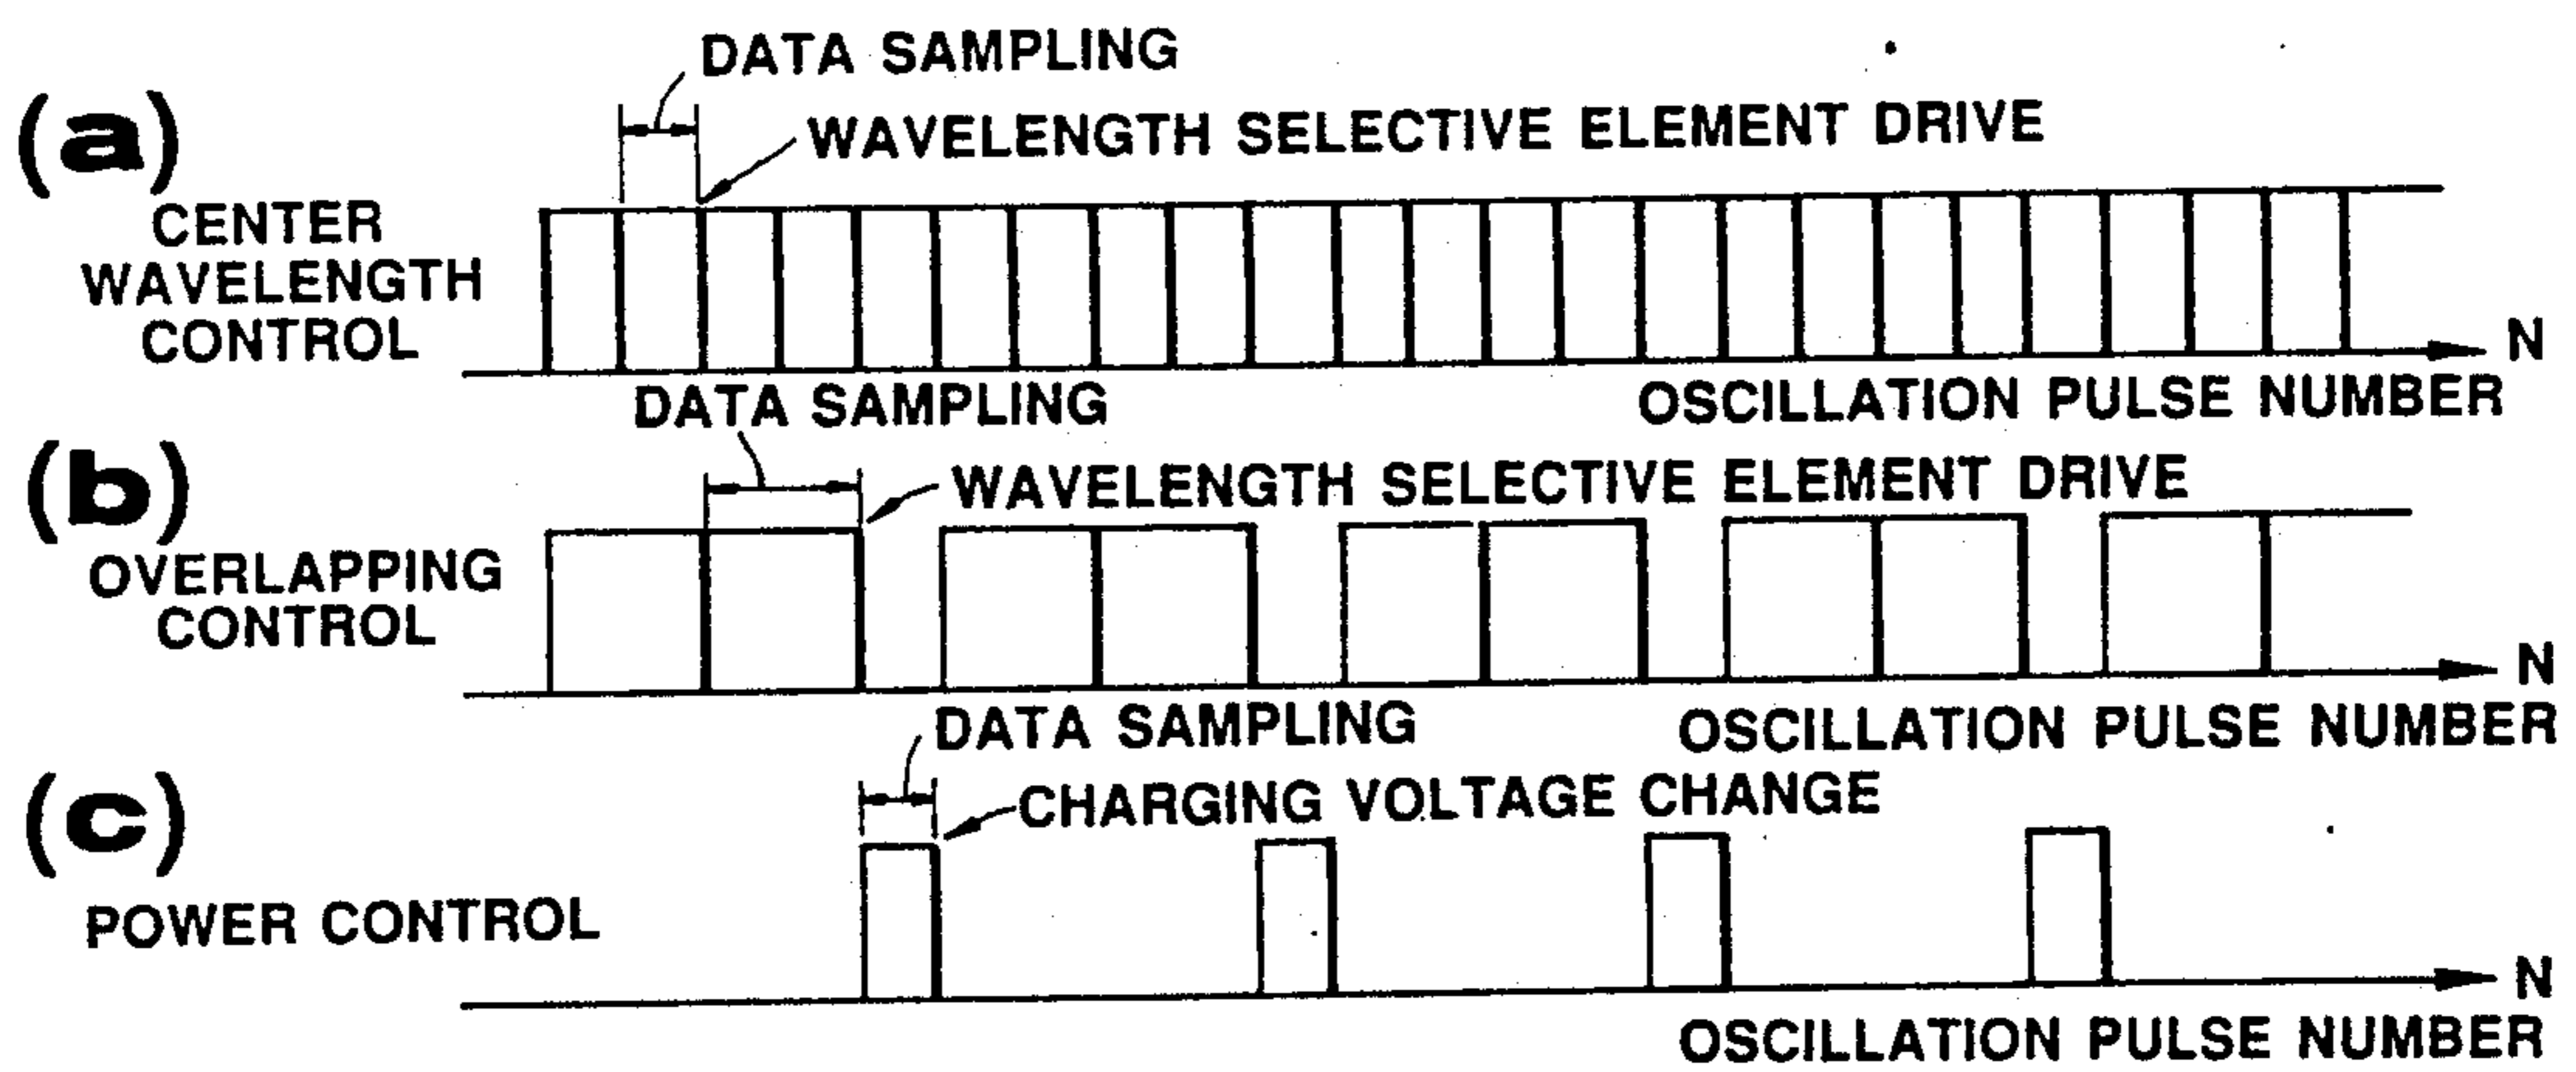 DATA SAMPLING
(a)
WAVELENGTH SELECTIVE ELEMENT DRIVE
CENTER
WAVELENGTH
CONTROL
N
OSCILLATION PULSE NUMBER
DATA SAMPLING
(b)
WAVELENGTH SELECTIVE ELEMENT DRIVE
OVERLAPPING
CONTROL
N
OSCILLATION PULSE NUMBER
DATA SAMPLING
(c)
CHARGING VOLTAGE CHANGE
POWER CONTROL
N
OSCILLATION PULSE NUMBER